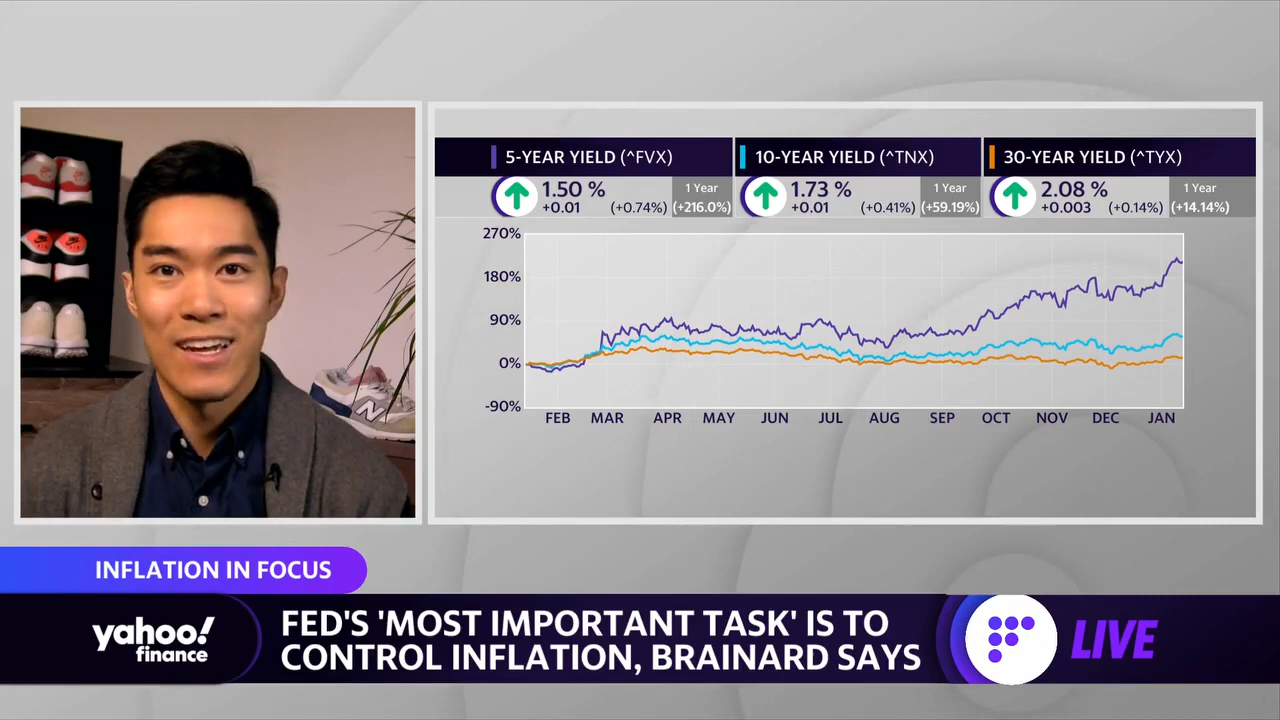 5-YEAR YIELD (^FVX)
1.50 %
+0.01 (+0.74%)
1 Year
(+216.0%)
10-YEAR YIELD (^TNX)
1.73 %
+0.01 (+0.41%)
1 Year
(+59.19%)
30-YEAR YIELD (^TYX)
2.08 %
+0.003 (+0.14%)
1 Year
(+14.14%)
270%
180%
90%
0%
-90%
FEB MAR APR MAY JUN JUL AUG SEP OCT NOV DEC JAN
N
INFLATION IN FOCUS
yahoo!
finance
FED'S 'MOST IMPORTANT TASK' IS TO
CONTROL INFLATION, BRAINARD SAYS
LIVE